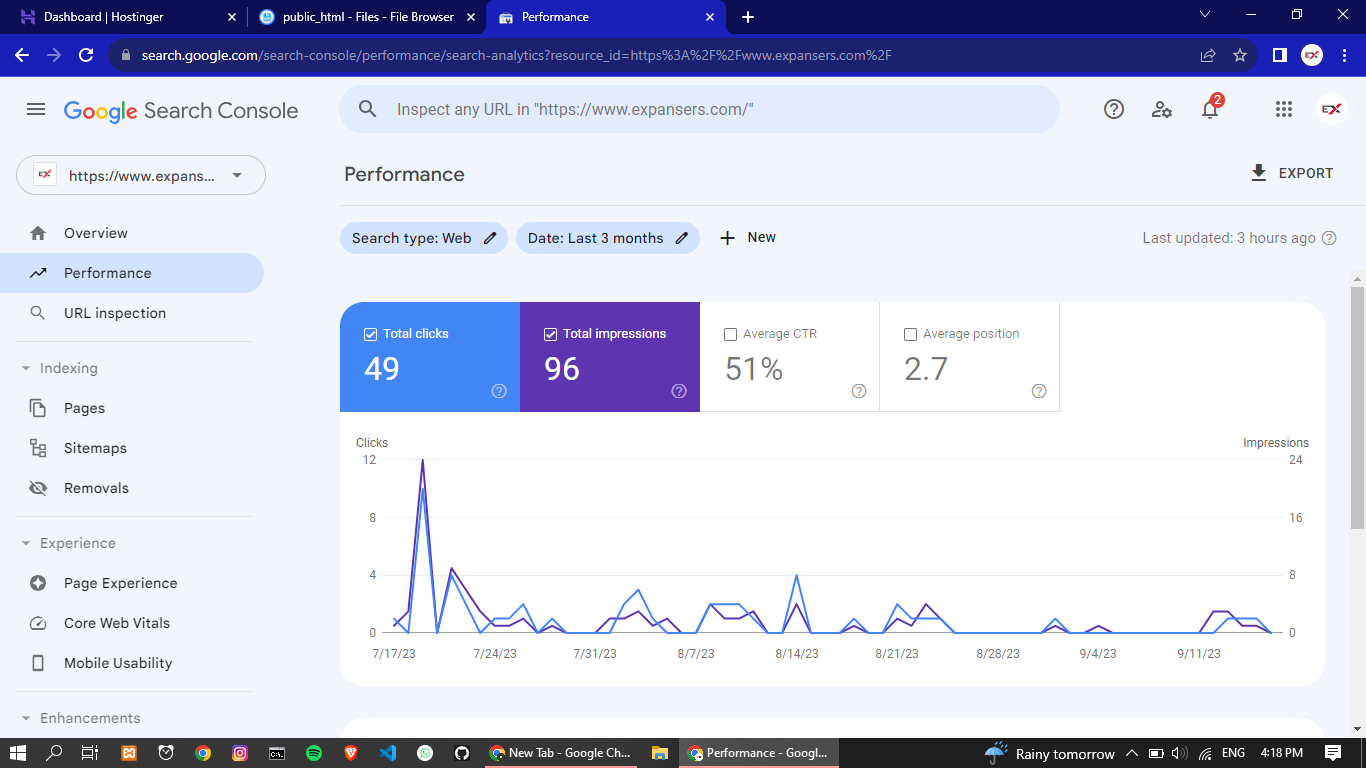 Dashboard | Hostinger
public_html - Files - File Browser
Performance
search.google.com/search-console/performance/search-analytics?resource_id=https%3A%2F%2Fwww.expansers.com%2F
EX
Google Search Console
Inspect any URL in "https://www.expansers.com/"
2
EX
EX
https://www.expans...
Performance
EXPORT
Overview
Performance
URL inspection
Indexing
Pages
Sitemaps
Removals
Experience
Page Experience
Core Web Vitals
Mobile Usability
Enhancements
Search type: Web
Date: Last 3 months
New
Last updated: 3 hours ago
Total clicks
49
Total impressions
96
Average CTR
51%
Average position
2.7
Clicks
Impressions
12
24
8
16
4
8
0
0
7/17/23
7/24/23
7/31/23
8/7/23
8/14/23
8/21/23
8/28/23
9/4/23
9/11/23
New Tab - Google Ch...
Performance - Googl...
Rainy tomorrow
ENG
4:18 PM